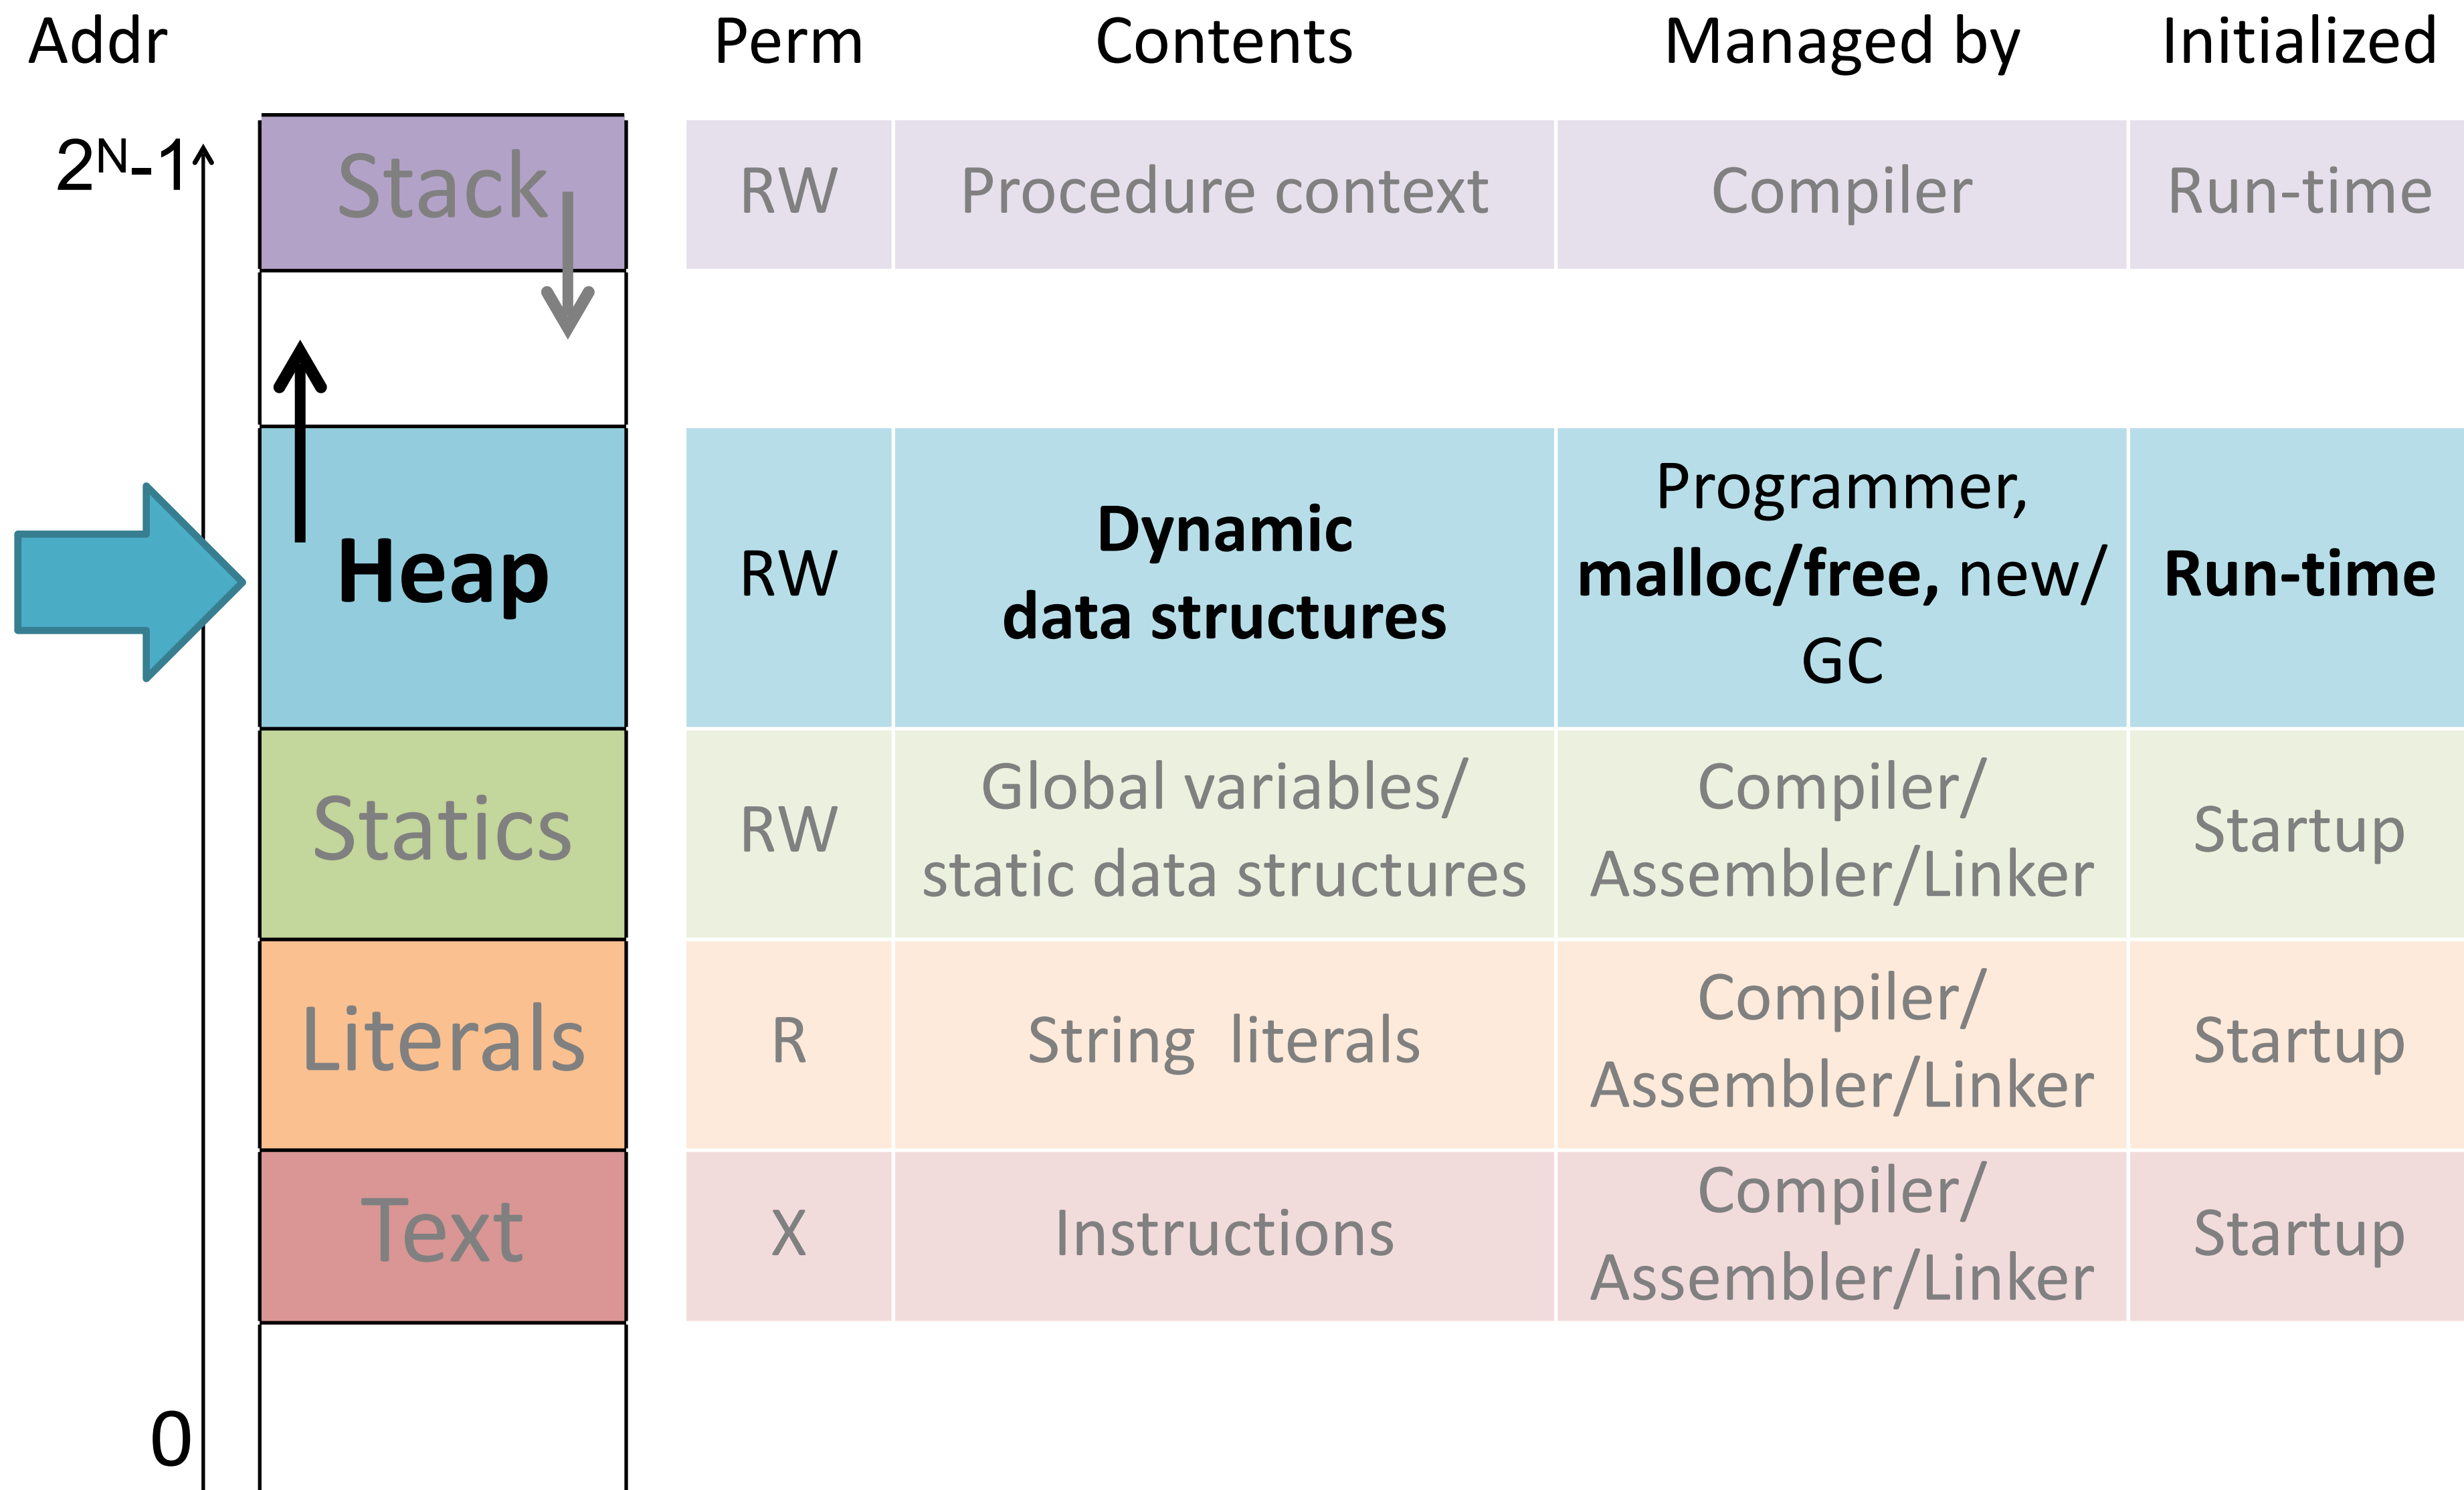 Addr Perm Contents Managed by Initialized
2ᴺ-1
Stack RW Procedure context Compiler Run-time
Heap RW Dynamic
data structures
Programmer,
malloc/free, new/
GC
Run-time
Statics RW Global variables/
static data structures
Compiler/
Assembler/Linker
Startup
Literals R String literals
Compiler/
Assembler/Linker
Startup
Text X Instructions
Compiler/
Assembler/Linker
Startup
0